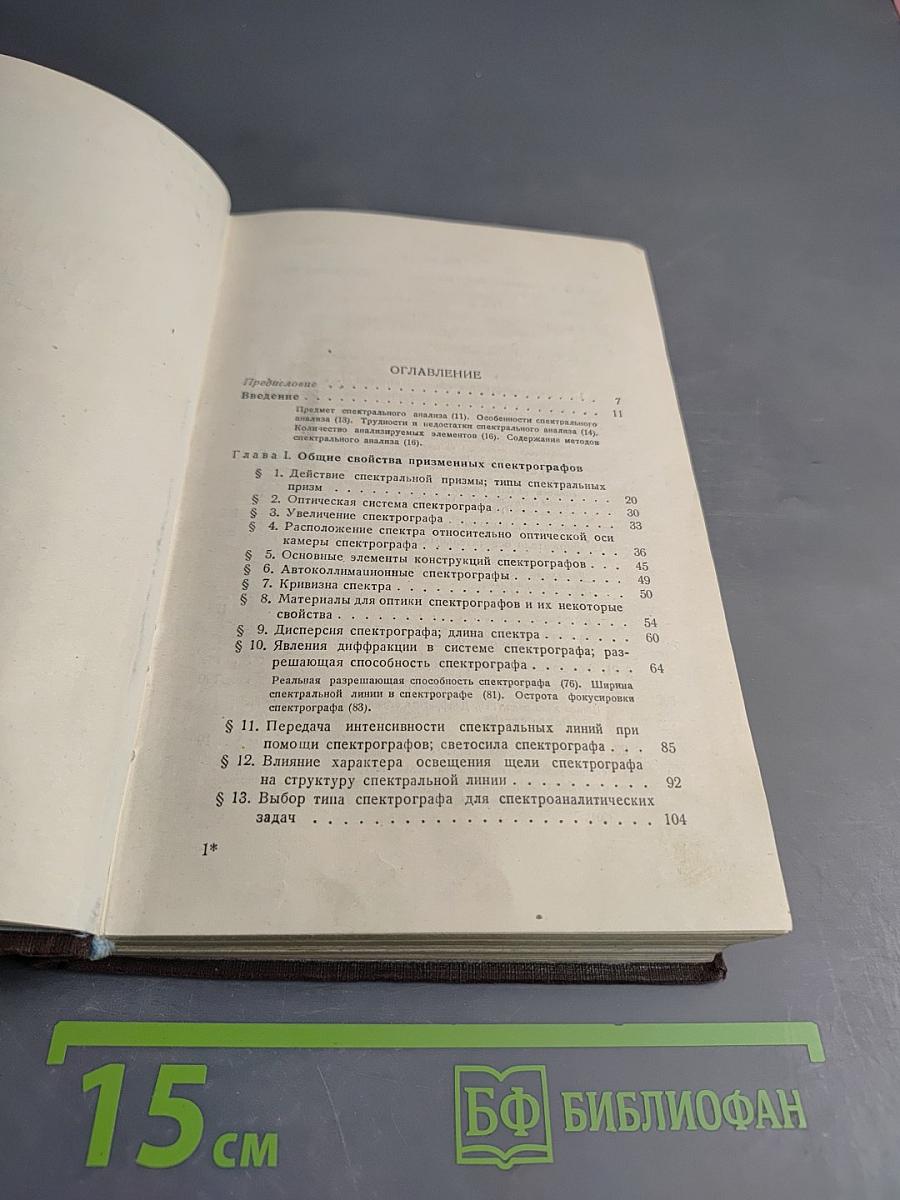 ОГЛАВЛЕНИЕ
Предисловие . . . . . . . . . . . . . . . . . . . . . . 7
Введение . . . . . . . . . . . . . . . . . . . . . . . 11
Предмет спектрального анализа (11). Особенности спектрального
анализа (13). Трудности и недостатки спектрального анализа (14).
Количество анализируемых элементов (16). Содержание методов
спектрального анализа (16).
Глава I. Общие свойства призменных спектрографов
§ 1. Действие спектральной призмы; типы спектральных
призм . . . . . . . . . . . . . . . . . . . . . 20
§ 2. Оптическая система спектрографа . . . . . . . . . 30
§ 3. Увеличение спектрографа . . . . . . . . . . . . . 33
§ 4. Расположение спектра относительно оптической оси
камеры спектрографа . . . . . . . . . . . . . . 36
§ 5. Основные элементы конструкций спектрографов . . . 45
§ 6. Автоколлимационные спектрографы . . . . . . . . . 49
§ 7. Кривизна спектра . . . . . . . . . . . . . . . . . 50
§ 8. Материалы для оптики спектрографов и их некоторые
свойства . . . . . . . . . . . . . . . . . . . . 54
§ 9. Дисперсия спектрографа; длина спектра . . . . . . . 60
§ 10. Явления диффракции в системе спектрографа; раз-
решающая способность спектрографа . . . . . . . . 64
Реальная разрешающая способность спектрографа (76). Ширина
спектральной линии в спектрографе (81). Острота фокусировки
спектрографа (83).
§ 11. Передача интенсивности спектральных линий при
помощи спектрографов; светосила спектрографа . . . 85
§ 12. Влияние характера освещения щели спектрографа
на структуру спектральной линии . . . . . . . . . . 92
§ 13. Выбор типа спектрографа для спектроаналитических
задач . . . . . . . . . . . . . . . . . . . . . . . 104
1*
15 см
БФ БИБЛИОФАН